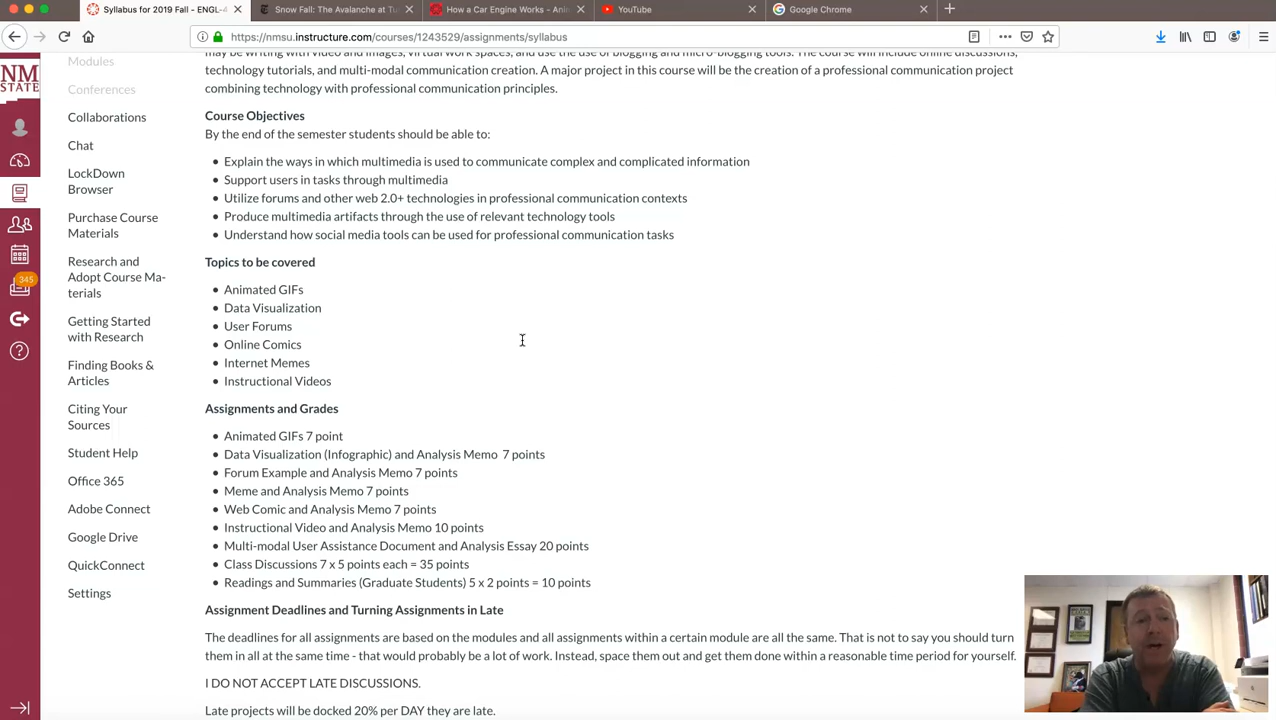 Syllabus for 2019 Fall - ENGL-4
Snow Fall: The Avalanche at Tu
How a Car Engine Works - Ani
YouTube
Google Chrome
https://nmsu.instructure.com/courses/1243529/assignments/syllabus
NM
STATE
345
Modules
Conferences
Collaborations
Chat
LockDown
Browser
Purchase Course
Materials
Research and
Adopt Course Ma-
terials
Getting Started
with Research
Finding Books &
Articles
Citing Your
Sources
Student Help
Office 365
Adobe Connect
Google Drive
QuickConnect
Settings
may be writing with video and images, virtual work spaces, and use the use of blogging and micro-blogging tools. The course will include online discussions,
technology tutorials, and multi-modal communication creation. A major project in this course will be the creation of a professional communication project
combining technology with professional communication principles.
Course Objectives
By the end of the semester students should be able to:
• Explain the ways in which multimedia is used to communicate complex and complicated information
• Support users in tasks through multimedia
• Utilize forums and other web 2.0+ technologies in professional communication contexts
• Produce multimedia artifacts through the use of relevant technology tools
• Understand how social media tools can be used for professional communication tasks
Topics to be covered
• Animated GIFs
• Data Visualization
• User Forums
• Online Comics
• Internet Memes
• Instructional Videos
Assignments and Grades
• Animated GIFs 7 point
• Data Visualization (Infographic) and Analysis Memo 7 points
• Forum Example and Analysis Memo 7 points
• Meme and Analysis Memo 7 points
• Web Comic and Analysis Memo 7 points
• Instructional Video and Analysis Memo 10 points
• Multi-modal User Assistance Document and Analysis Essay 20 points
• Class Discussions 7 x 5 points each = 35 points
• Readings and Summaries (Graduate Students) 5 x 2 points = 10 points
Assignment Deadlines and Turning Assignments in Late
The deadlines for all assignments are based on the modules and all assignments within a certain module are all the same. That is not to say you should turn
them in all at the same time - that would probably be a lot of work. Instead, space them out and get them done within a reasonable time period for yourself.
I DO NOT ACCEPT LATE DISCUSSIONS.
Late projects will be docked 20% per DAY they are late.